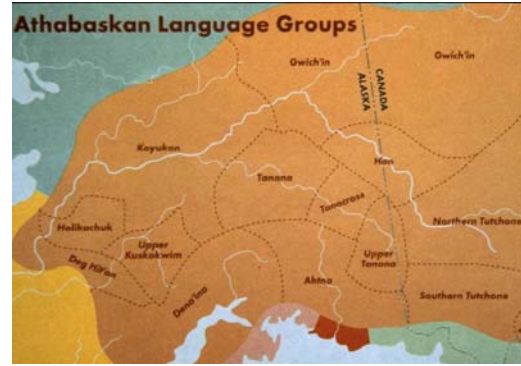 Athabaskan Language Groups
Gwich'in
Gwich'in
CANADA
ALASKA
Koyukon
Han
Tanana
Tanacross
Holikachuk
Northern Tutchone
Upper
Kuskokwim
Deg Hit'an
Upper
Tanana
Dena'ina
Ahtna
Southern Tutchone